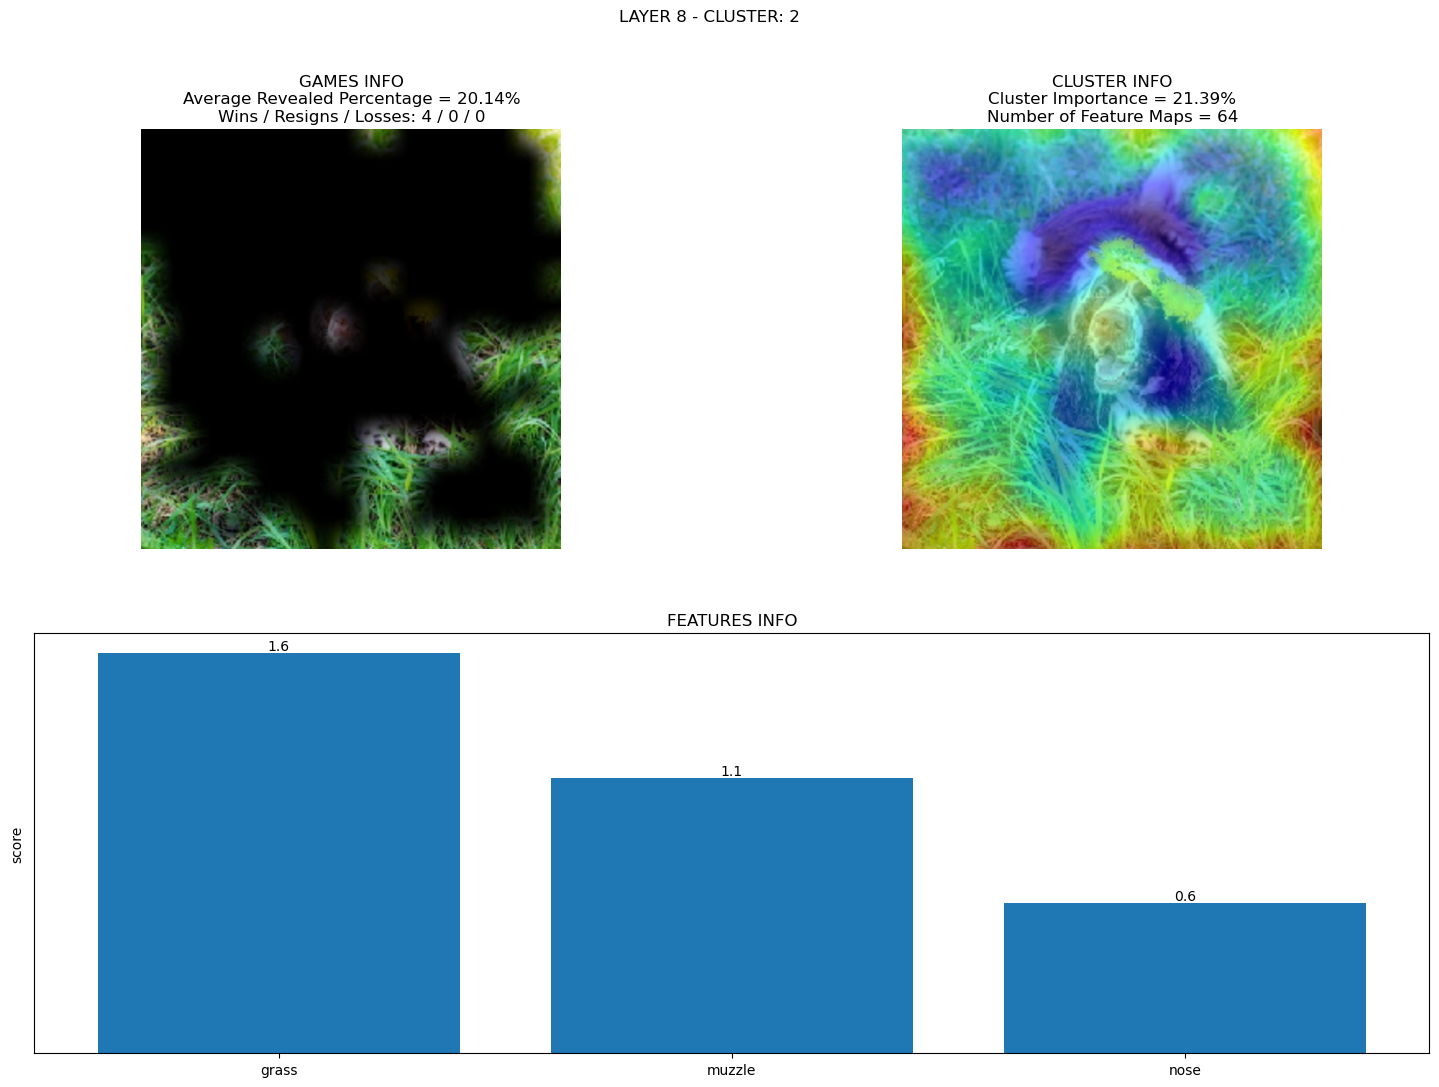 LAYER 8 - CLUSTER: 2
GAMES INFO
Average Revealed Percentage = 20.14%
Wins / Resigns / Losses: 4 / 0 / 0
CLUSTER INFO
Cluster Importance = 21.39%
Number of Feature Maps = 64
FEATURES INFO
1.6
1.1
0.6
score
grass
muzzle
nose